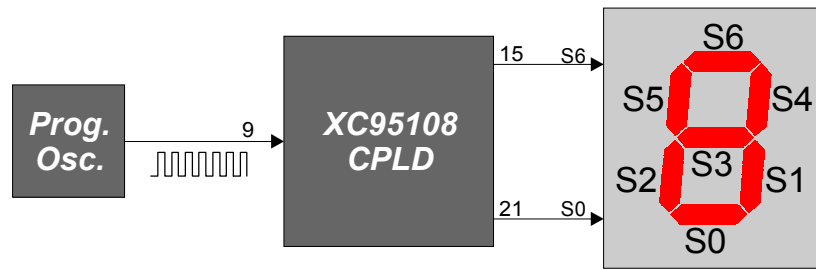 Prog.
Osc.
9
XC95108
CPLD
15 S6
21 S0
S6
S5 S4
S3
S2 S1
S0